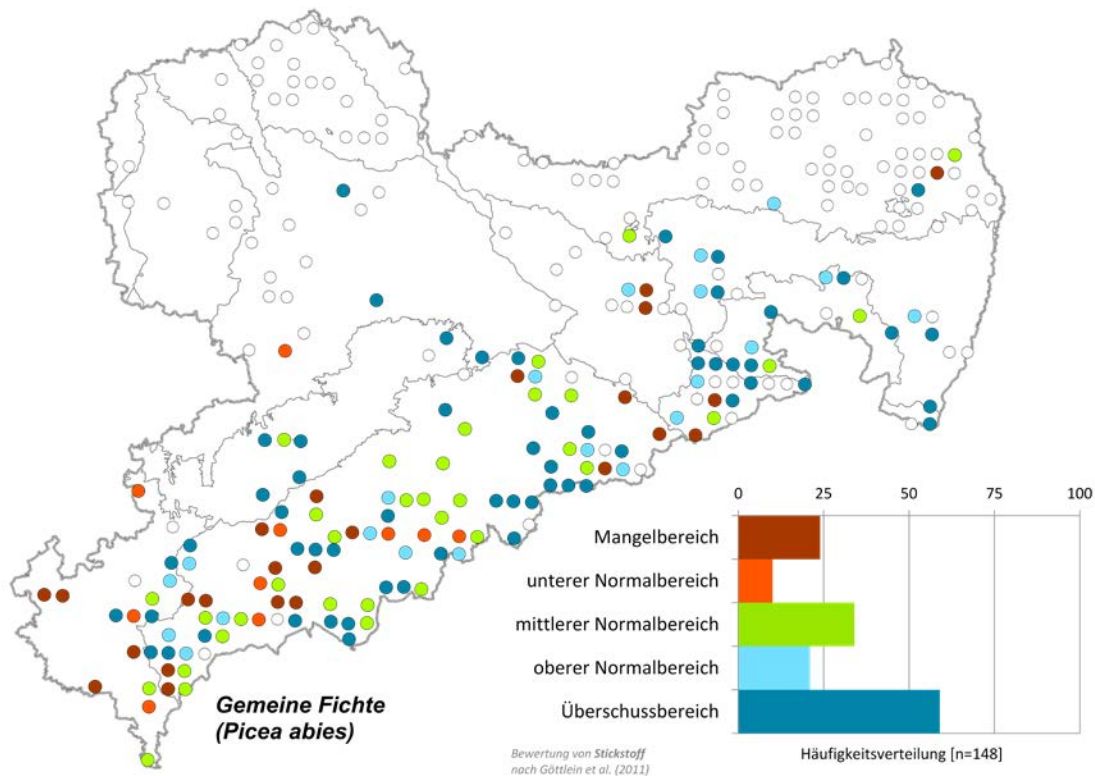 0 25 50 75 100
Mangelbereich
unterer Normalbereich
mittlerer Normalbereich
oberer Normalbereich
Überschussbereich
Gemeine Fichte
(Picea abies)
Bewertung von Stickstoff
nach Göttlein et al. (2011)
Häufigkeitsverteilung [n=148]